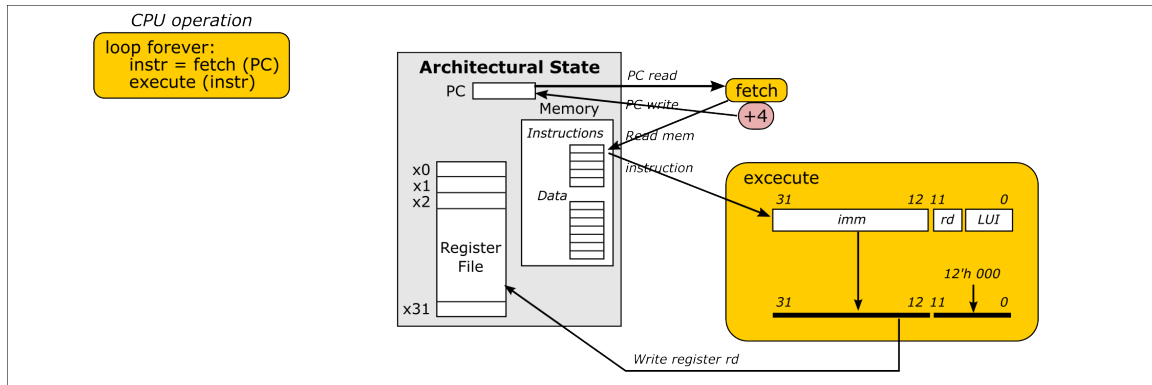 CPU operation
loop forever:
instr = fetch (PC)
execute (instr)
Architectural State
PC
PC read
fetch
PC write
+4
Memory
Instructions
Read mem
instruction
x0
x1
x2
Data
Register
File
x31
excecute
31 12 11 0
imm rd LUI
12'h 000
31 12 11 0
Write register rd